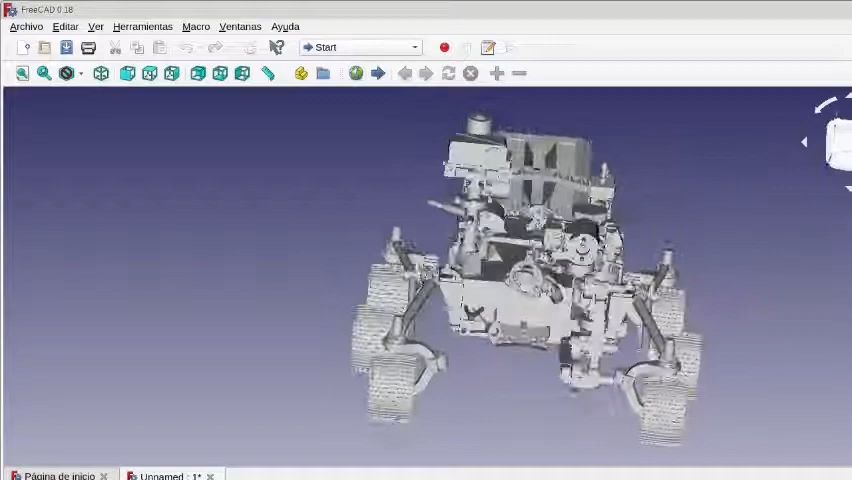 FreeCAD 0.18
Archivo Editar Ver Herramientas Macro Ventanas Ayuda
Start
Página de inicio Unnamed : 1*